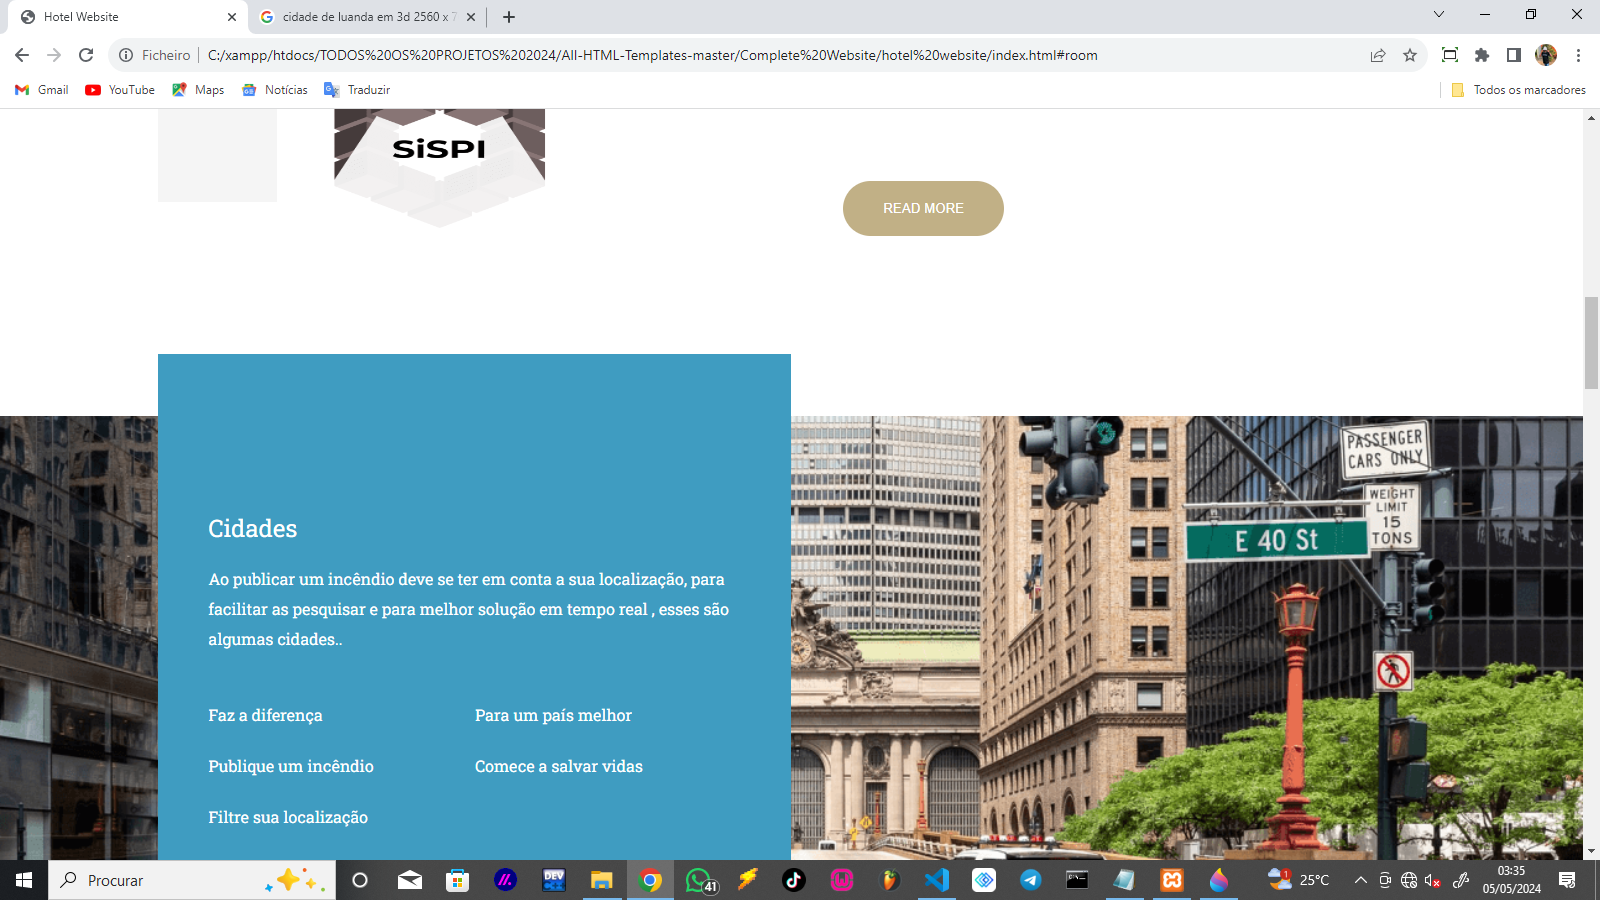 Hotel Website
cidade de luanda em 3d 2560 x 7
Ficheiro
C:/xampp/htdocs/TODOS%20OS%20PROJETOS%202024/All-HTML-Templates-master/Complete%20Website/hotel%20website/index.html#room
Gmail
YouTube
Maps
Notícias
Traduzir
Todos os marcadores
SiSPI
READ MORE
Cidades
Ao publicar um incêndio deve se ter em conta a sua localização, para
facilitar as pesquisar e para melhor solução em tempo real , esses são
algumas cidades..
Faz a diferença
Para um país melhor
Publique um incêndio
Comece a salvar vidas
Filtre sua localização
PASSENGER
CARS ONLY
WEIGHT
LIMIT
15
TONS
E 40 St
Procurar
DEV
41
1
25°C
03:35
05/05/2024